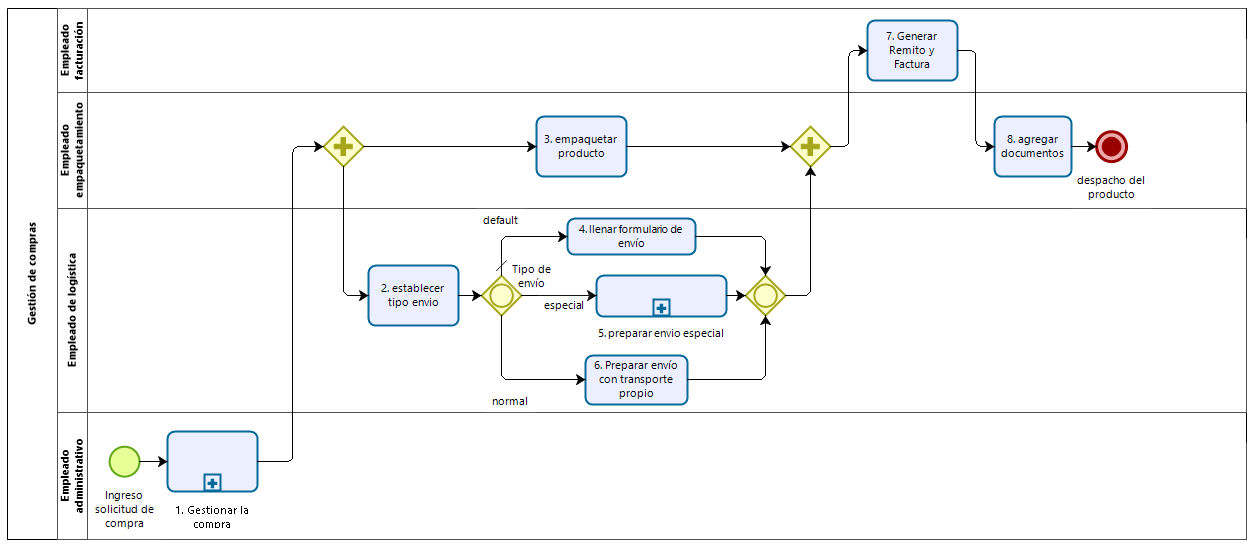 Gestión de compras
Empleado
facturación
7. Generar
Remito y
Factura
Empleado
empaquetamiento
3. empaquetar
producto
8. agregar
documentos
despacho del
producto
Empleado de logística
2. establecer
tipo envio
default
Tipo de
envío
especial
normal
4. llenar formulario de
envío
5. preparar envio especial
6. Preparar envío
con transporte
propio
Empleado
administrativo
Ingreso
solicitud de
compra
1. Gestionar la
compra